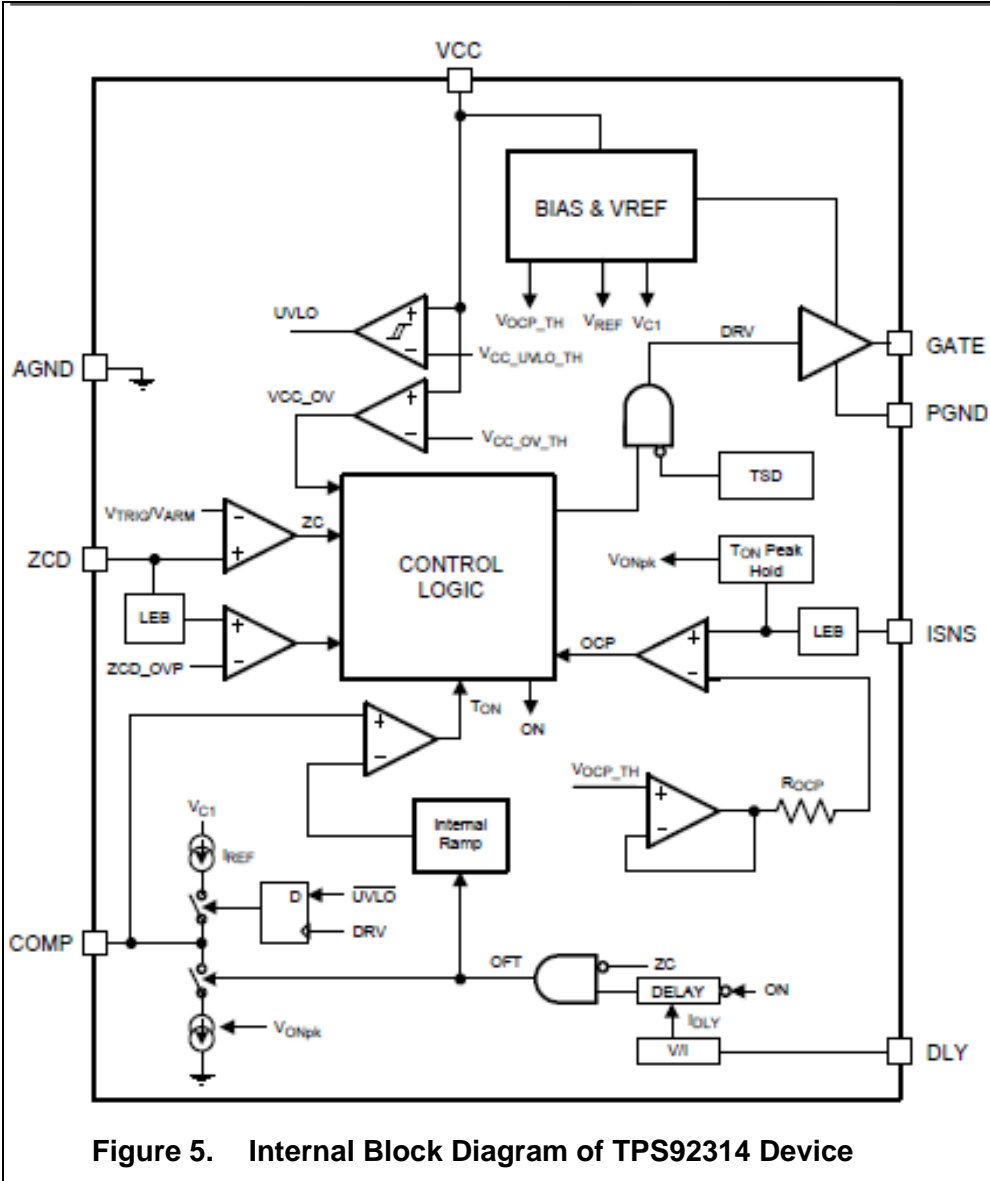 VCC
BIAS & VREF
UVLO
VOCP_TH
VREF
VC1
DRV
GATE
VCC_UVLO_TH
AGND
VCC_OV
PGND
VCC_OV_TH
TSD
VTRIG/VARM
ZC
ZCD
CONTROL
LOGIC
VONpk
TON Peak
Hold
LEB
OCP
LEB
ISNS
ZCD_OVP
TON
ON
VOCP_TH
ROCP
VC1
Internal
Ramp
IREF
D
UVLO
DRV
COMP
OFT
ZC
DELAY
ON
IDLY
VONpk
V/I
DLY
Figure 5. Internal Block Diagram of TPS92314 Device